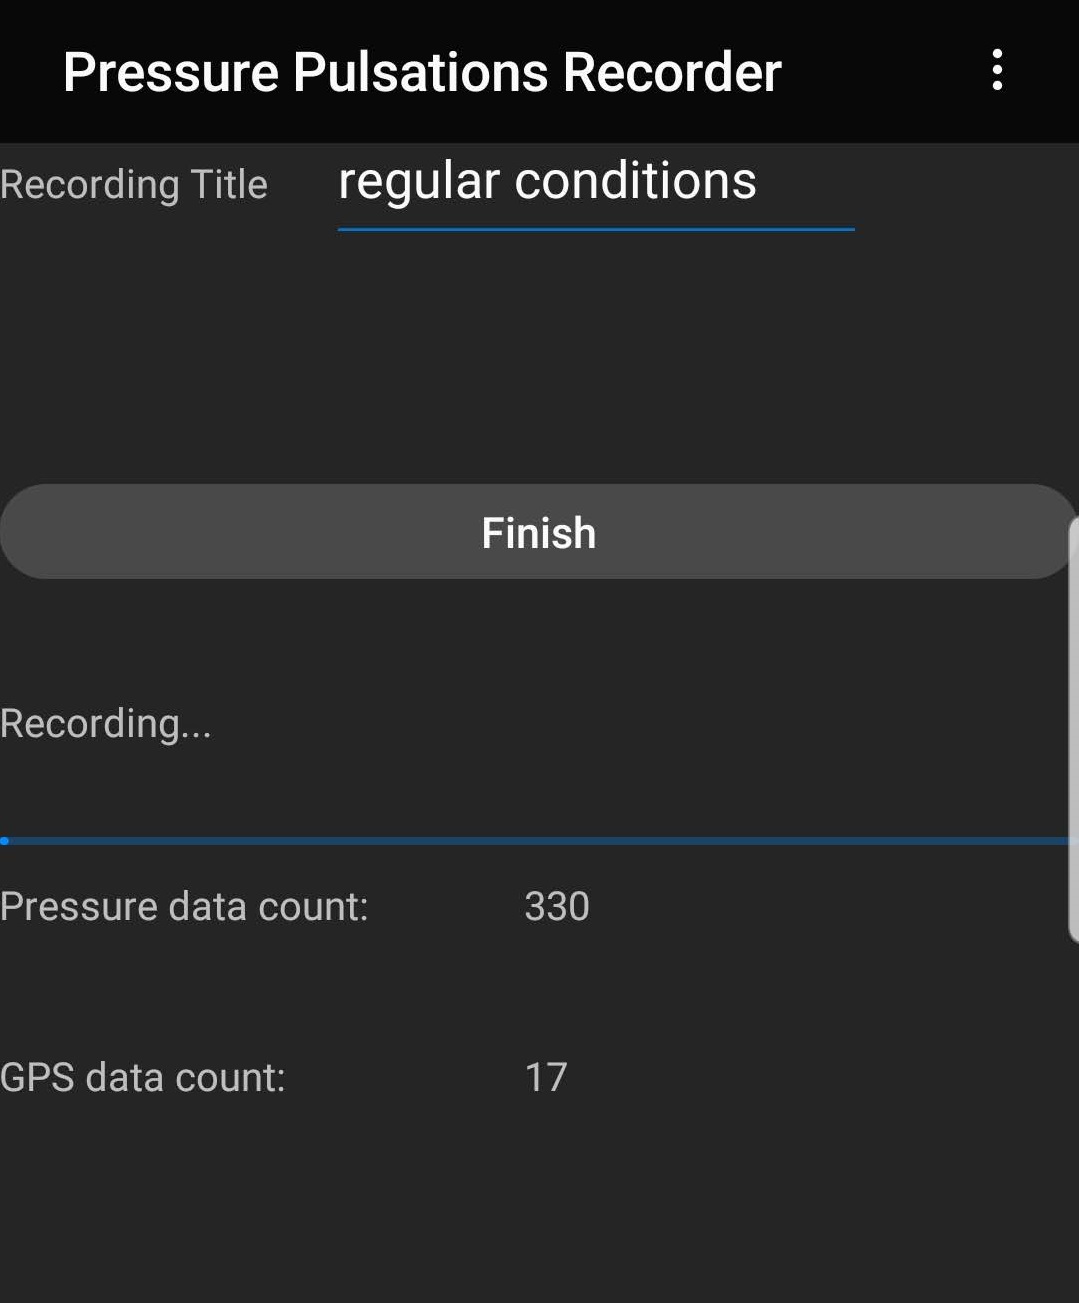 Pressure Pulsations Recorder
Recording Title regular conditions
Finish
Recording...
Pressure data count: 330
GPS data count: 17